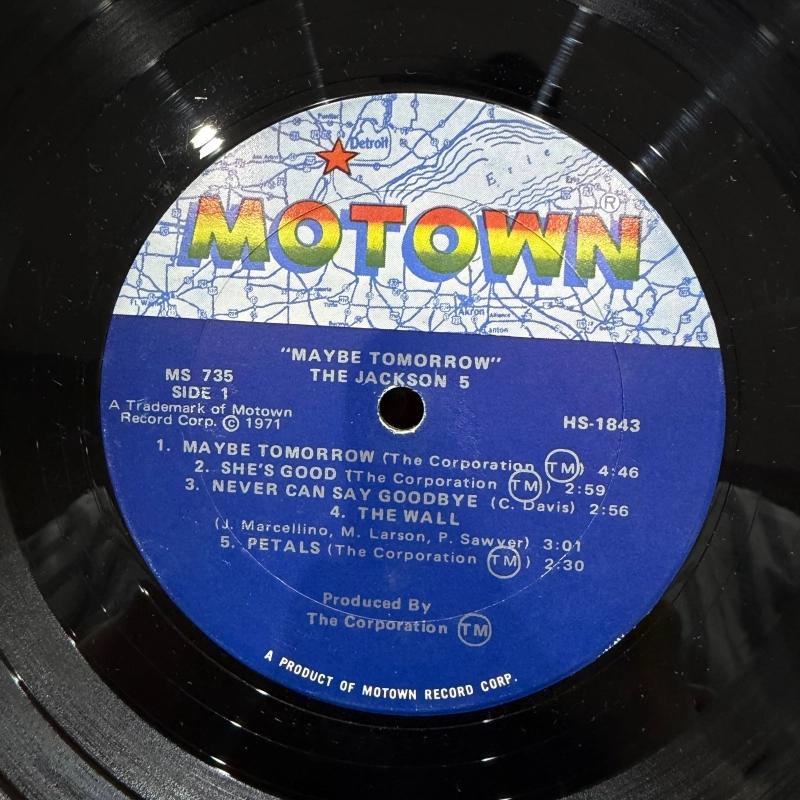 Detroit
Erie
Erie
MOTOWN ®
Akron
Alliance
"MAYBE TOMORROW"
THE JACKSON 5
MS 735
SIDE 1
A Trademark of Motown
Record Corp. © 1971
HS-1843
1. MAYBE TOMORROW (The Corporation TM) 4:46
2. SHE'S GOOD (The Corporation TM) 2:59
3. NEVER CAN SAY GOODBYE (C. Davis) 2:56
4. THE WALL
(J. Marcellino, M. Larson, P. Sawyer) 3:01
5. PETALS (The Corporation TM) 2:30
Produced By
The Corporation TM
A PRODUCT OF MOTOWN RECORD CORP.